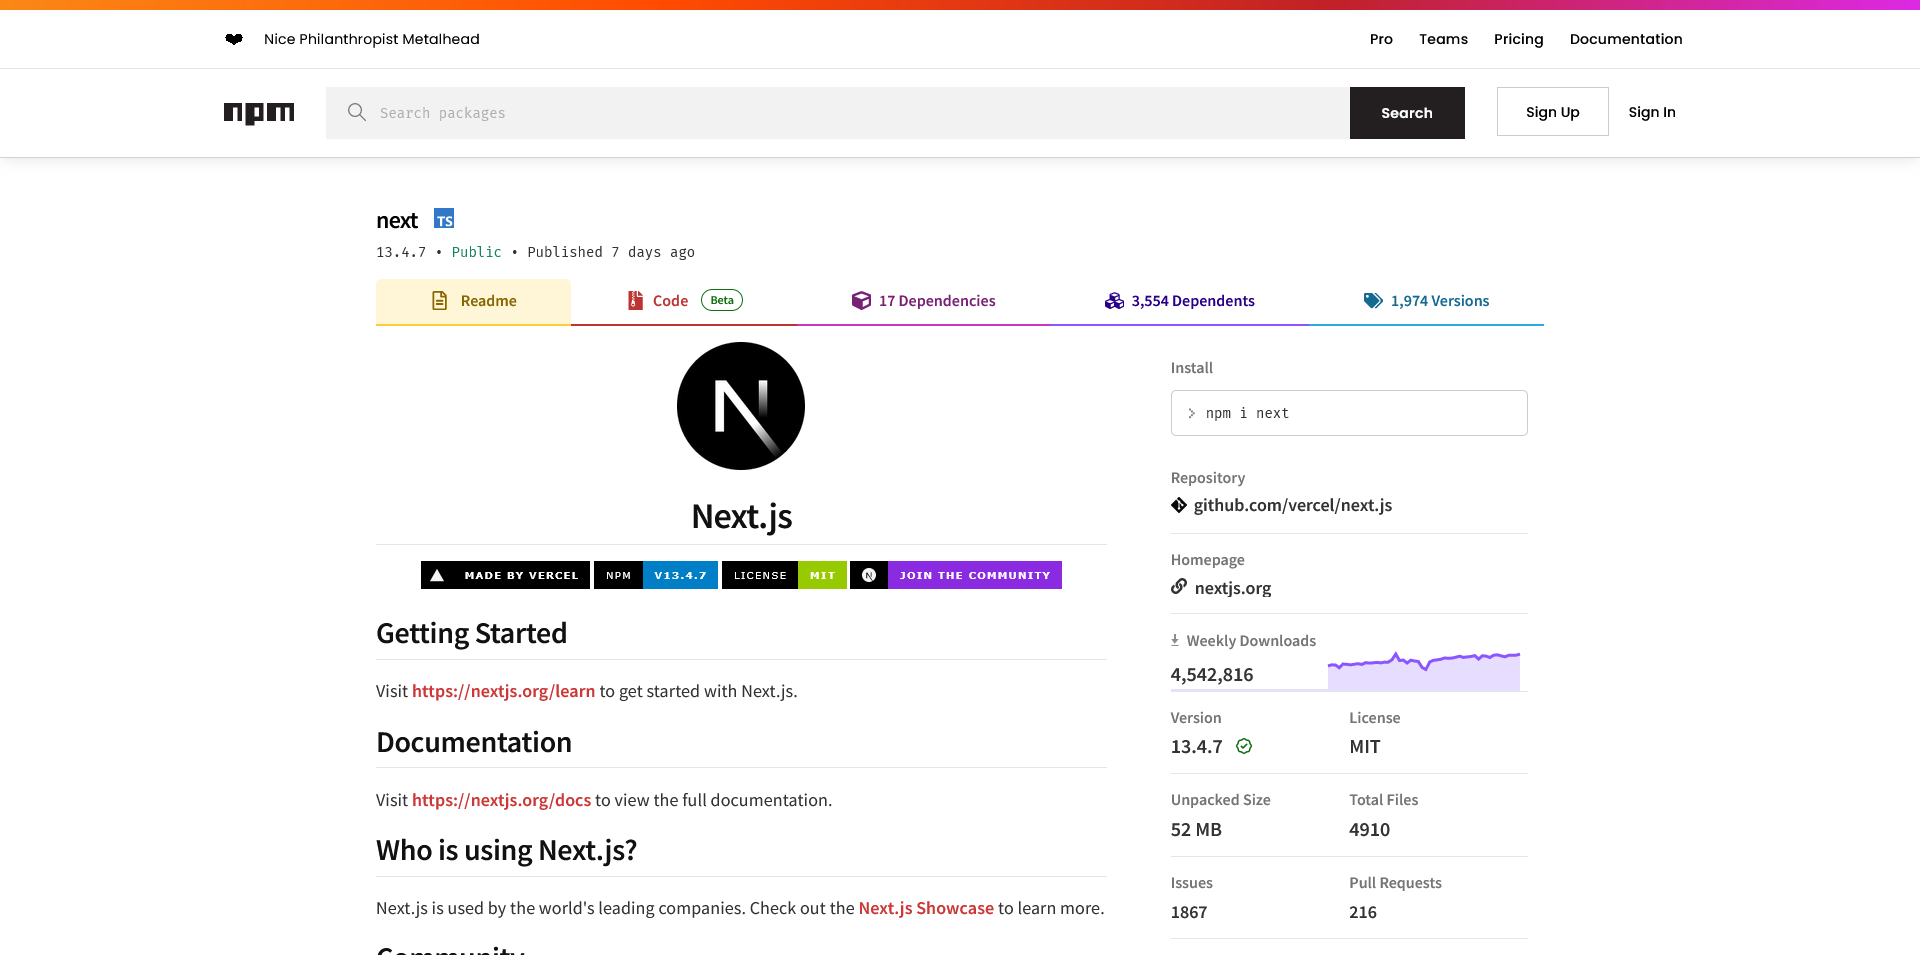 Nice Philanthropist Metalhead
Pro Teams Pricing Documentation
npm Search packages Search Sign Up Sign In
next TS
13.4.7 • Public • Published 7 days ago
Readme Code Beta 17 Dependencies 3,554 Dependents 1,974 Versions
N
Next.js
MADE BY VERCEL NPM V13.4.7 LICENSE MIT N JOIN THE COMMUNITY
Getting Started
Visit https://nextjs.org/learn to get started with Next.js.
Documentation
Visit https://nextjs.org/docs to view the full documentation.
Who is using Next.js?
Next.js is used by the world's leading companies. Check out the Next.js Showcase to learn more.
Community
Install
> npm i next
Repository
github.com/vercel/next.js
Homepage
nextjs.org
Weekly Downloads
4,542,816
Version License
13.4.7 MIT
Unpacked Size Total Files
52 MB 4910
Issues Pull Requests
1867 216